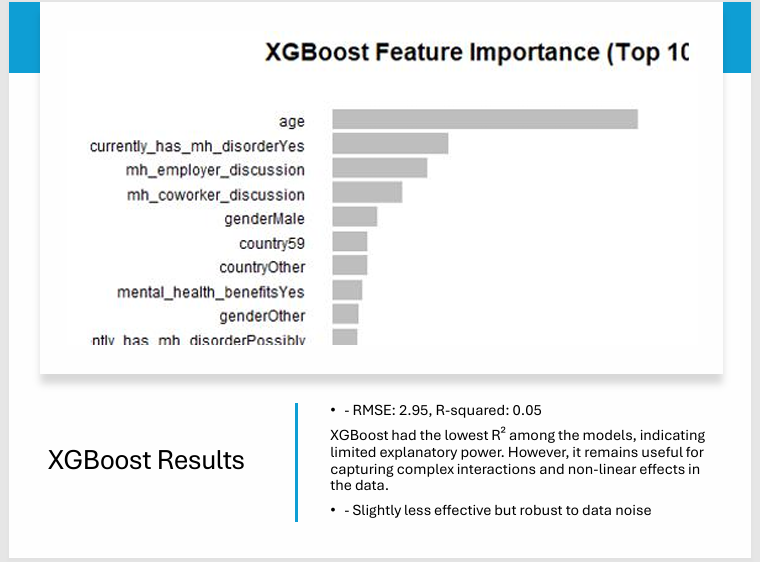 XGBoost Feature Importance (Top 10
age
currently_has_mh_disorderYes
mh_employer_discussion
mh_coworker_discussion
genderMale
country59
countryOther
mental_health_benefitsYes
genderOther
ntly_has_mh_disorderPossibly
XGBoost Results
• - RMSE: 2.95, R-squared: 0.05
XGBoost had the lowest R² among the models, indicating
limited explanatory power. However, it remains useful for
capturing complex interactions and non-linear effects in
the data.
• - Slightly less effective but robust to data noise